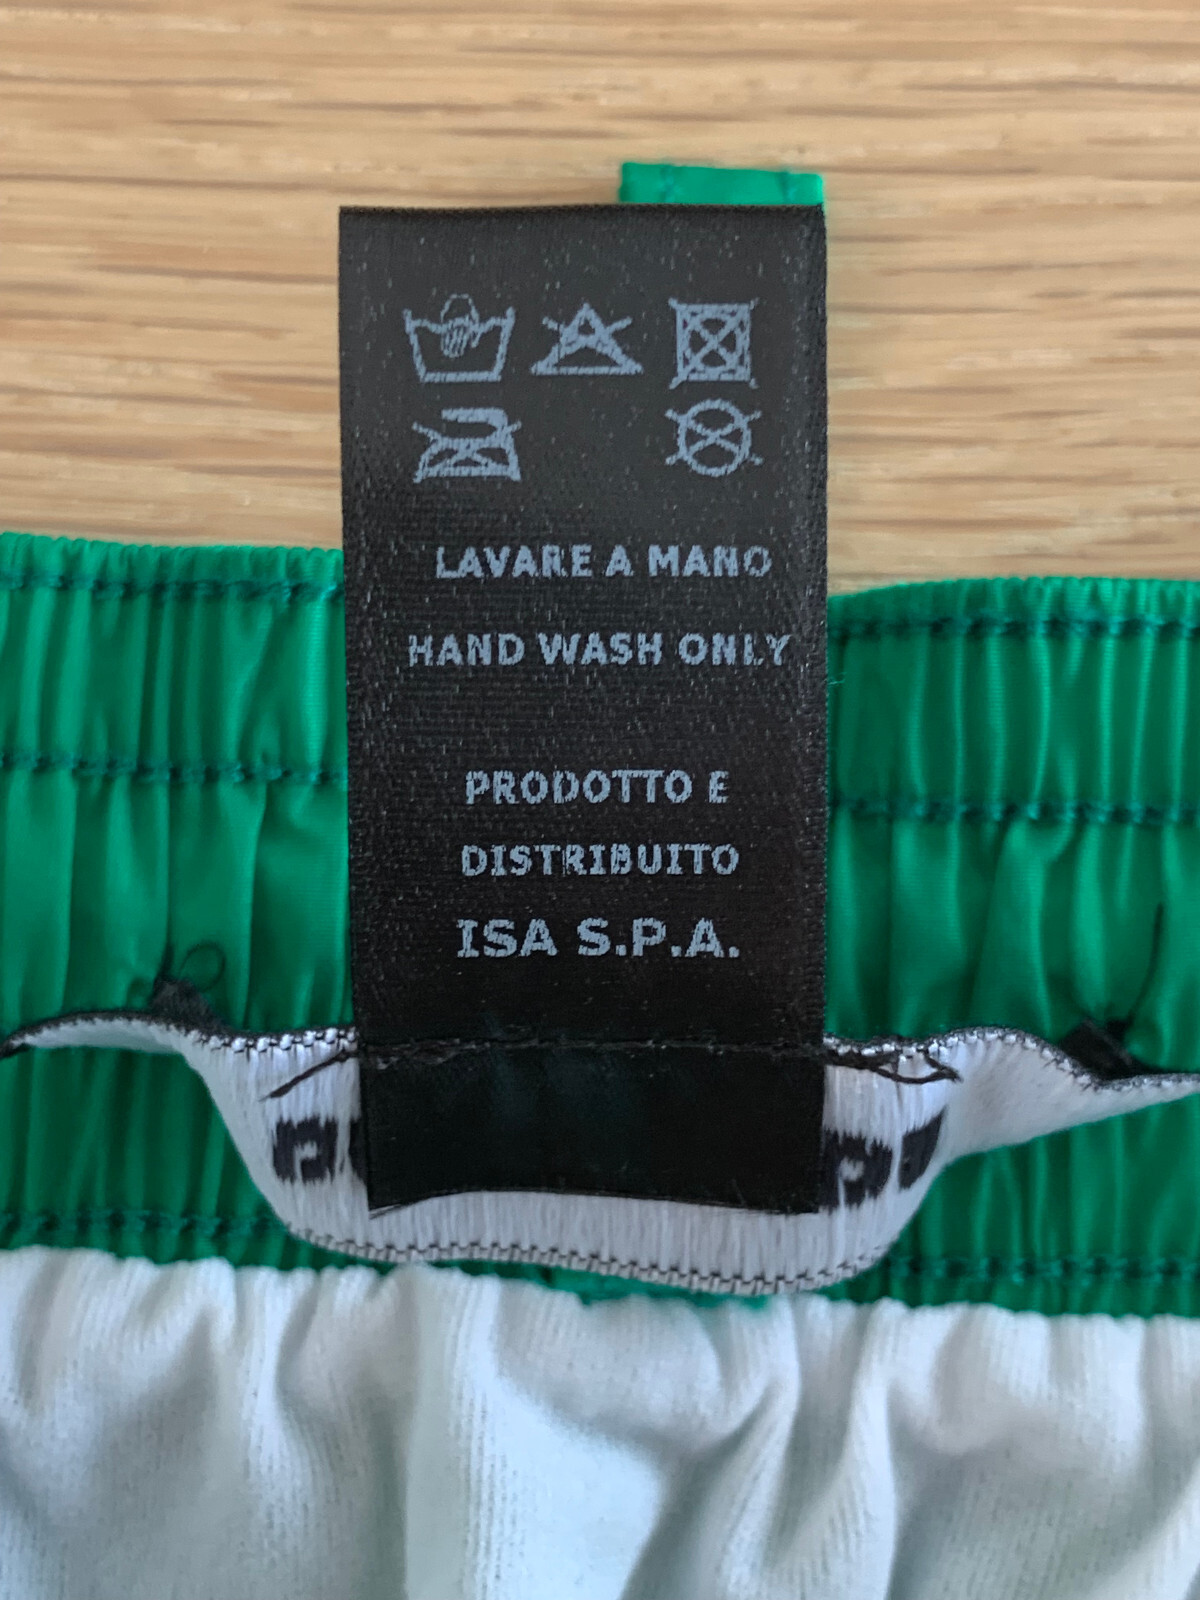 LAVARE A MANO
HAND WASH ONLY
PRODOTTO E
DISTRIBUITO
ISA S.P.A.